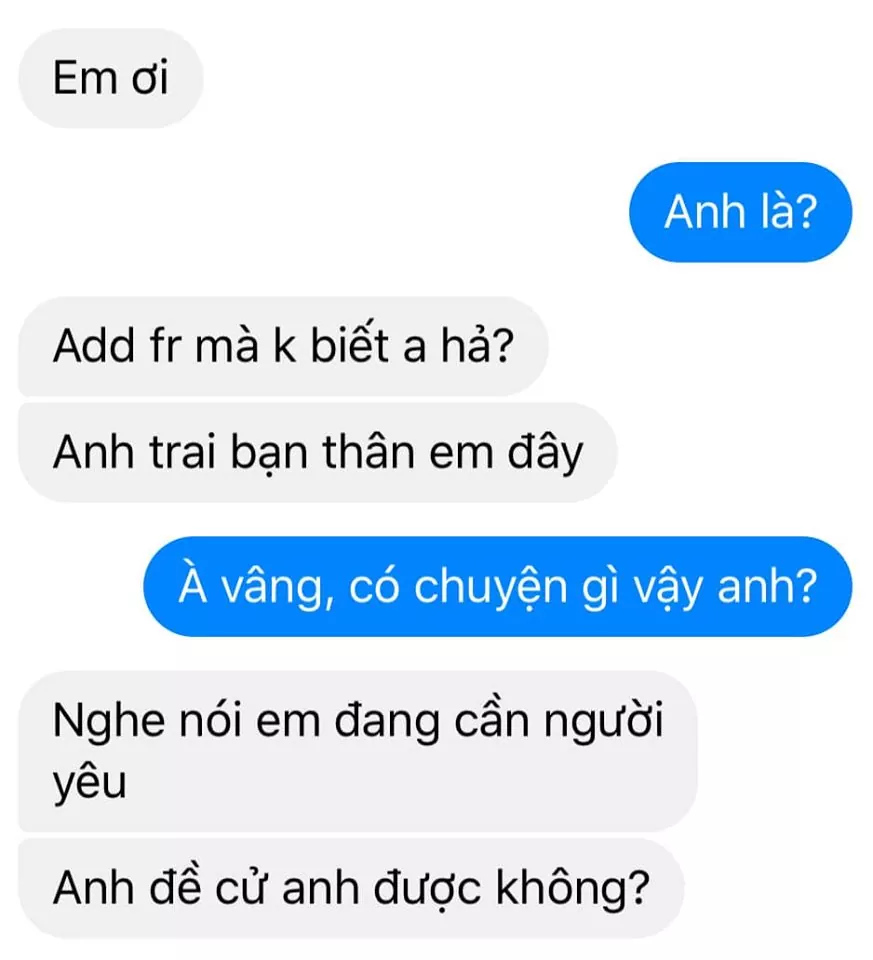 Em ơi
Anh là?
Add fr mà k biết a hả?
Anh trai bạn thân em đây
À vâng, có chuyện gì vậy anh?
Nghe nói em đang cần người
yêu
Anh đề cử anh được không?